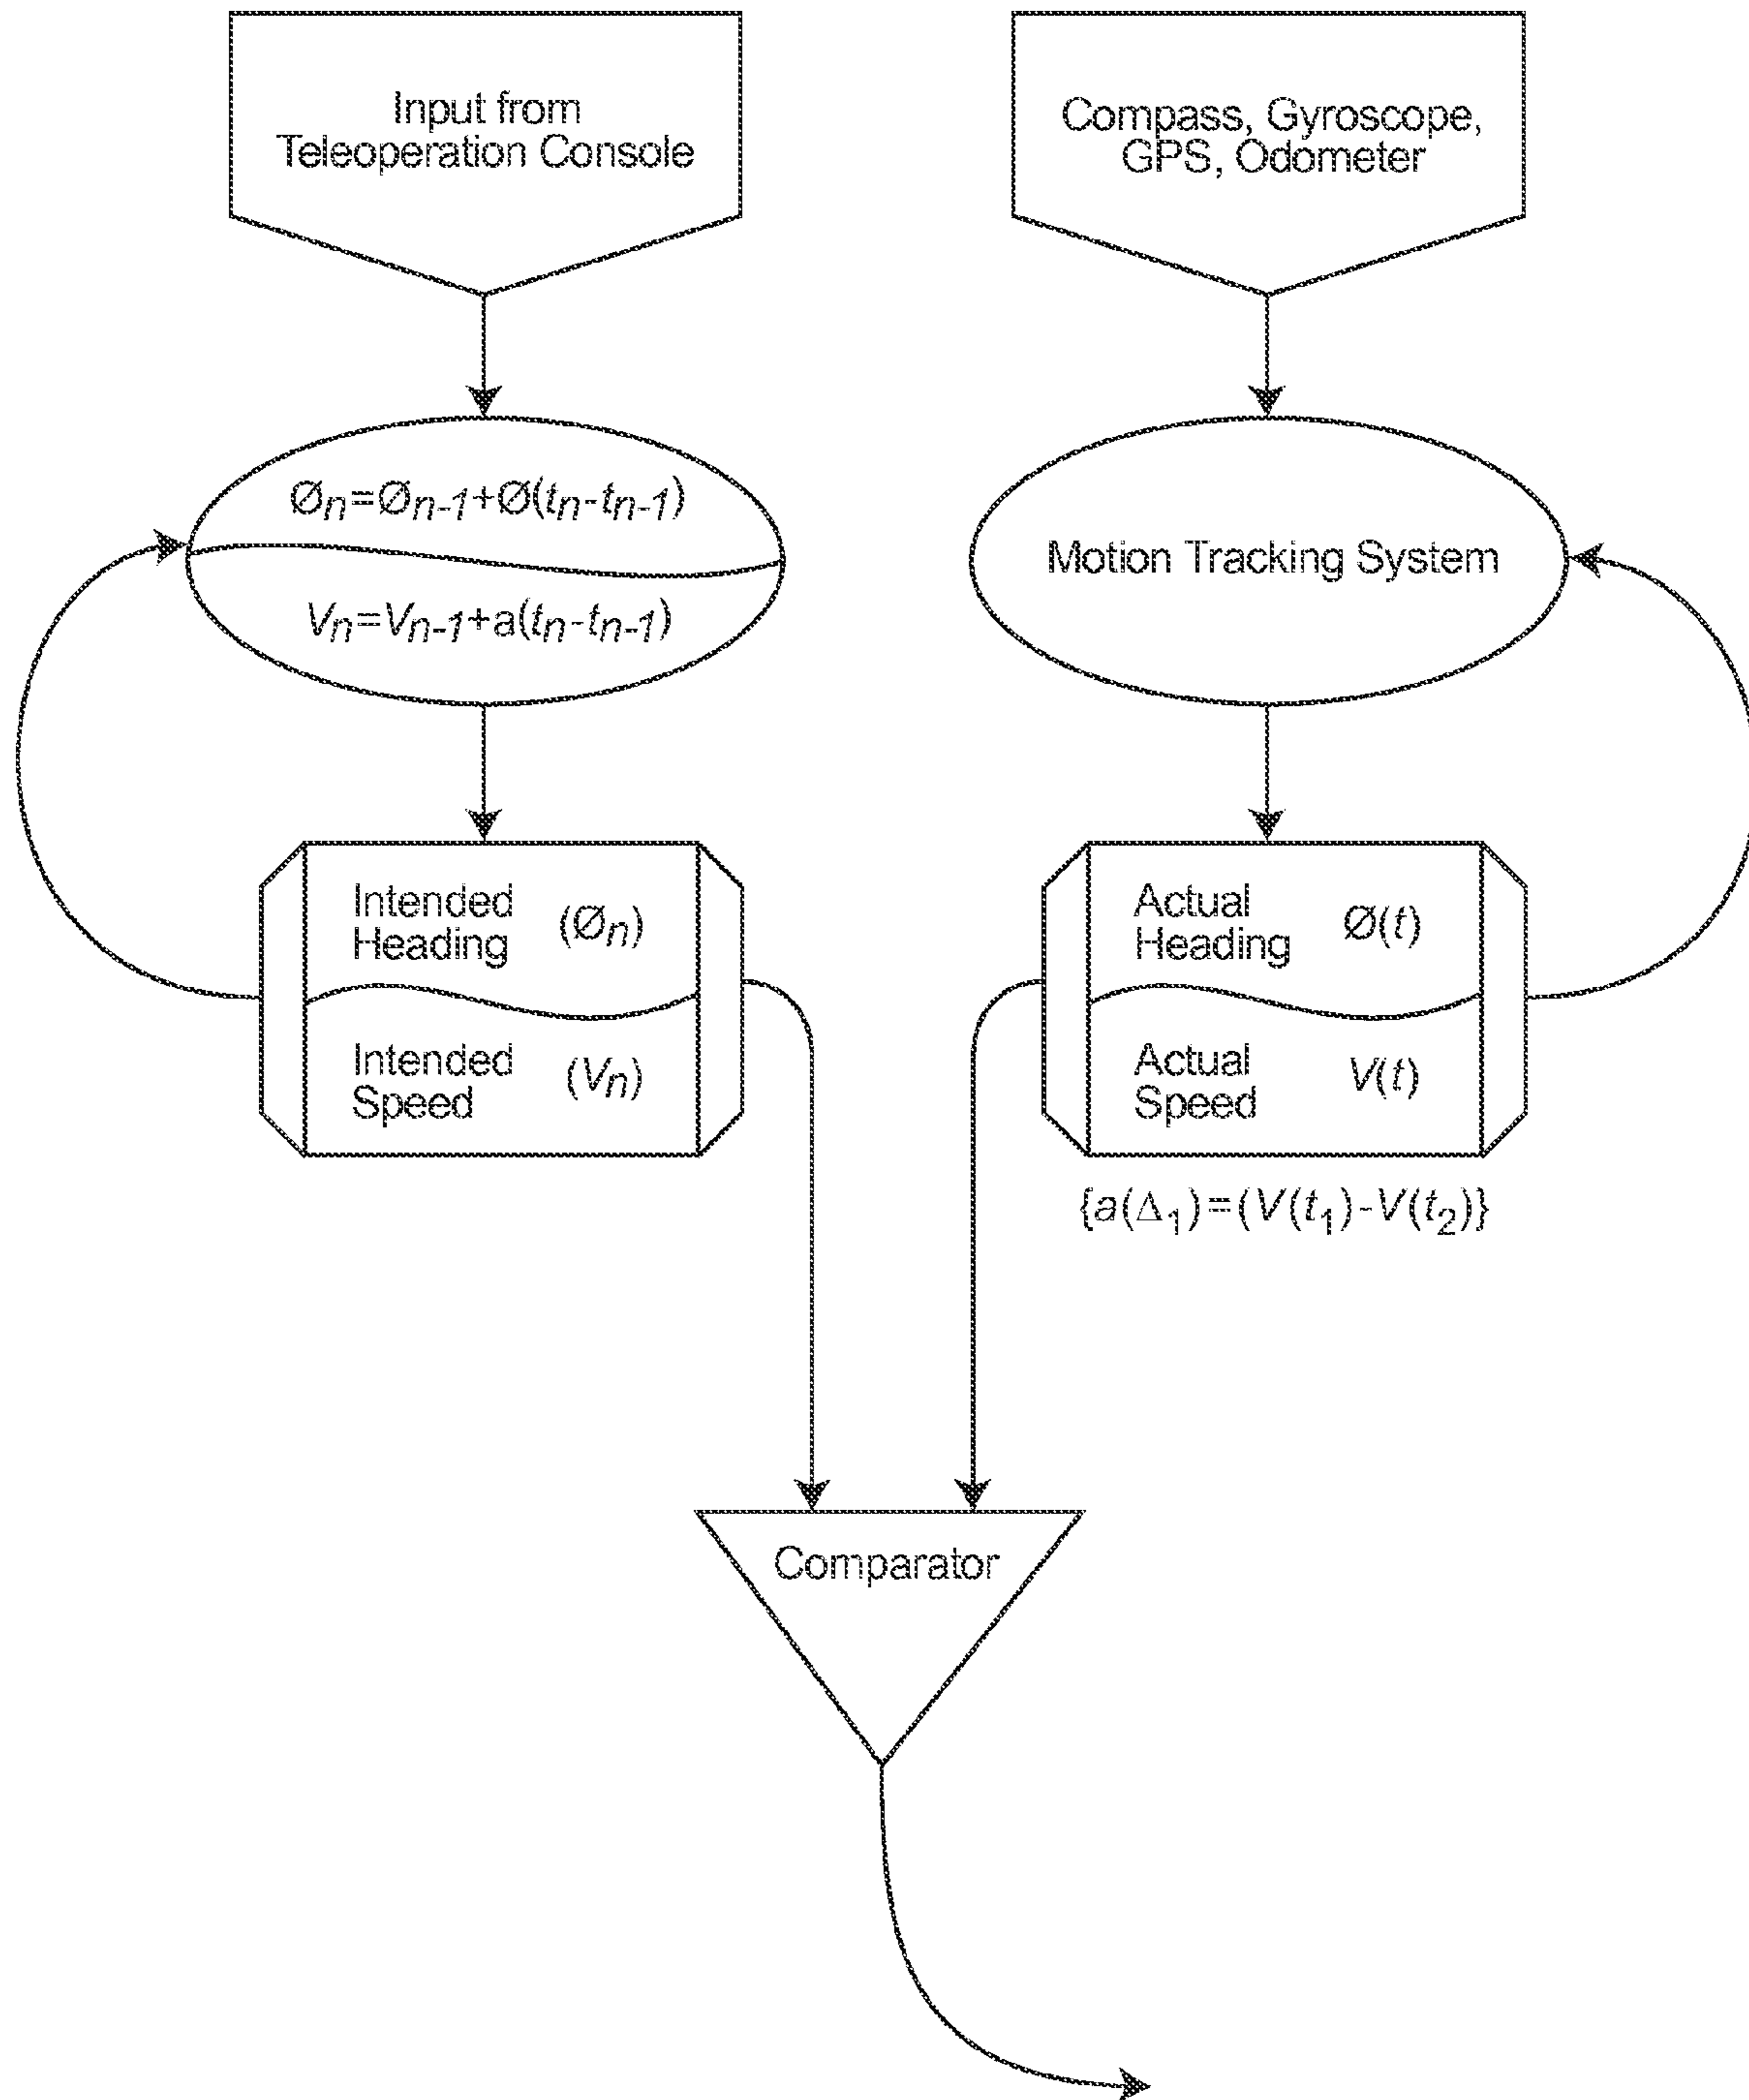 Input from
Teleoperation Console
Compass, Gyroscope,
GPS, Odometer
Øn=Øn-1+Ø(tn-tn-1)
Vn=Vn-1+a(tn-tn-1)
Motion Tracking System
Intended
Heading (Øn)
Intended
Speed (Vn)
Actual
Heading Ø(t)
Actual
Speed V(t)
{a(Δ1)=(V(t1)-V(t2)}
Comparator